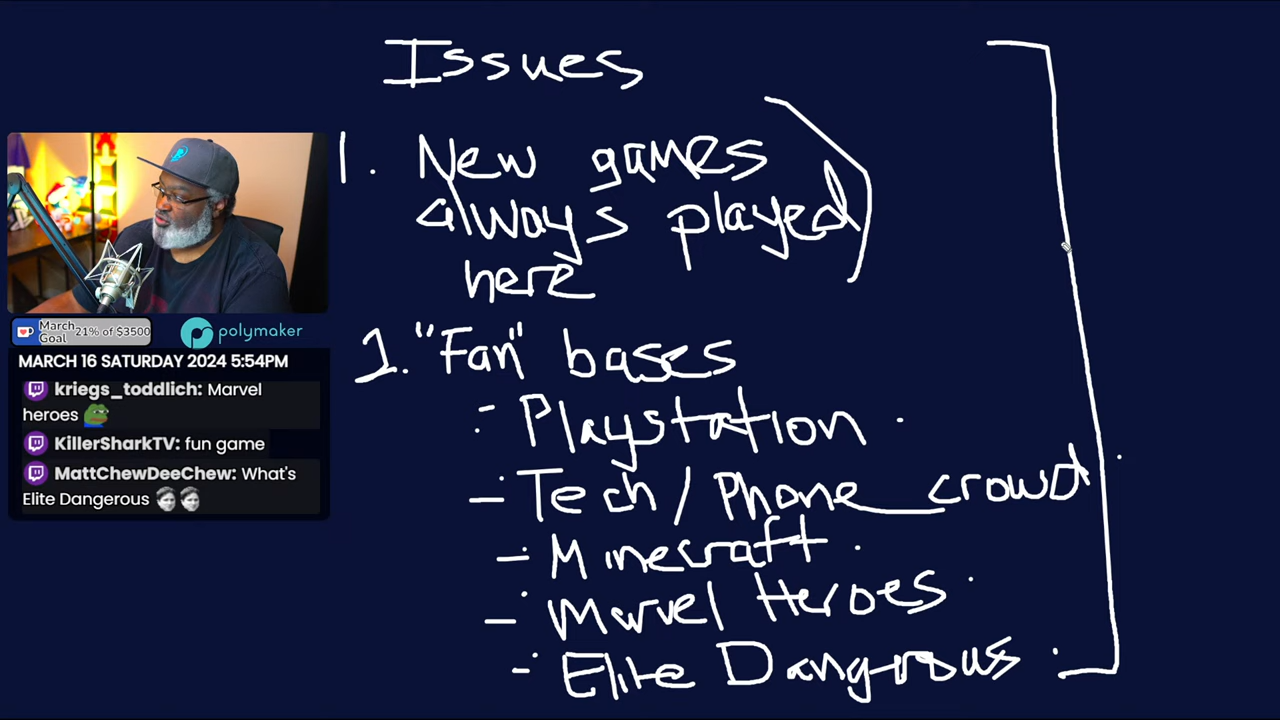 Issues
1. New games
always played
here
1. "Fan" bases
- Playstation
- Tech / Phone crowd
- Minecraft
- Marvel Heroes
- Elite Dangerous
March
Goal
21% of $3500
polymaker
MARCH 16 SATURDAY 2024 5:54PM
kriegs_toddlich: Marvel
heroes
KillerSharkTV: fun game
MattChewDeeChew: What's
Elite Dangerous